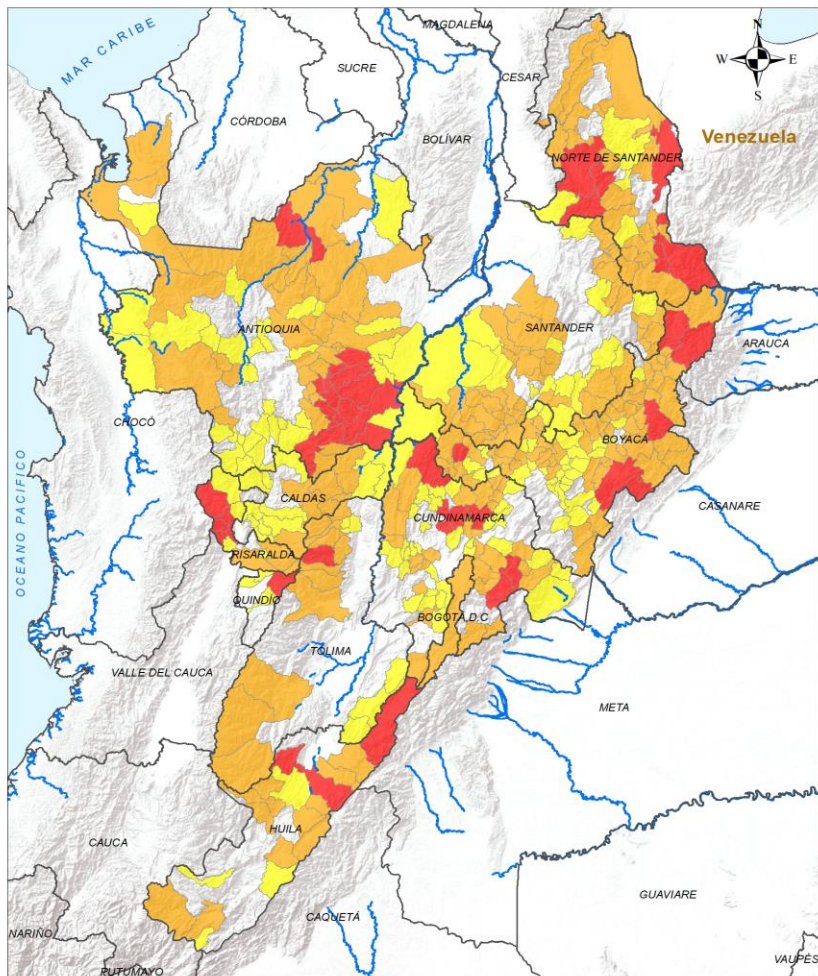 MAGDALENA
MAR CARIBE
SUCRE
CESAR
N
W
E
S
CÓRDOBA
BOLÍVAR
Venezuela
NORTE DE SANTANDER
ANTIOQUIA
SANTANDER
ARAUCA
CHOCÓ
BOYACÁ
CALDAS
CUNDINAMARCA
CASANARE
OCEANO PACIFICO
RISARALDA
QUINDÍO
BOGOTÁ D.C
TOLIMA
VALLE DEL CAUCA
META
HUILA
CAUCA
GUAVIARE
CAQUETÁ
NARIÑO
VAUPÉS
PUTUMAYO